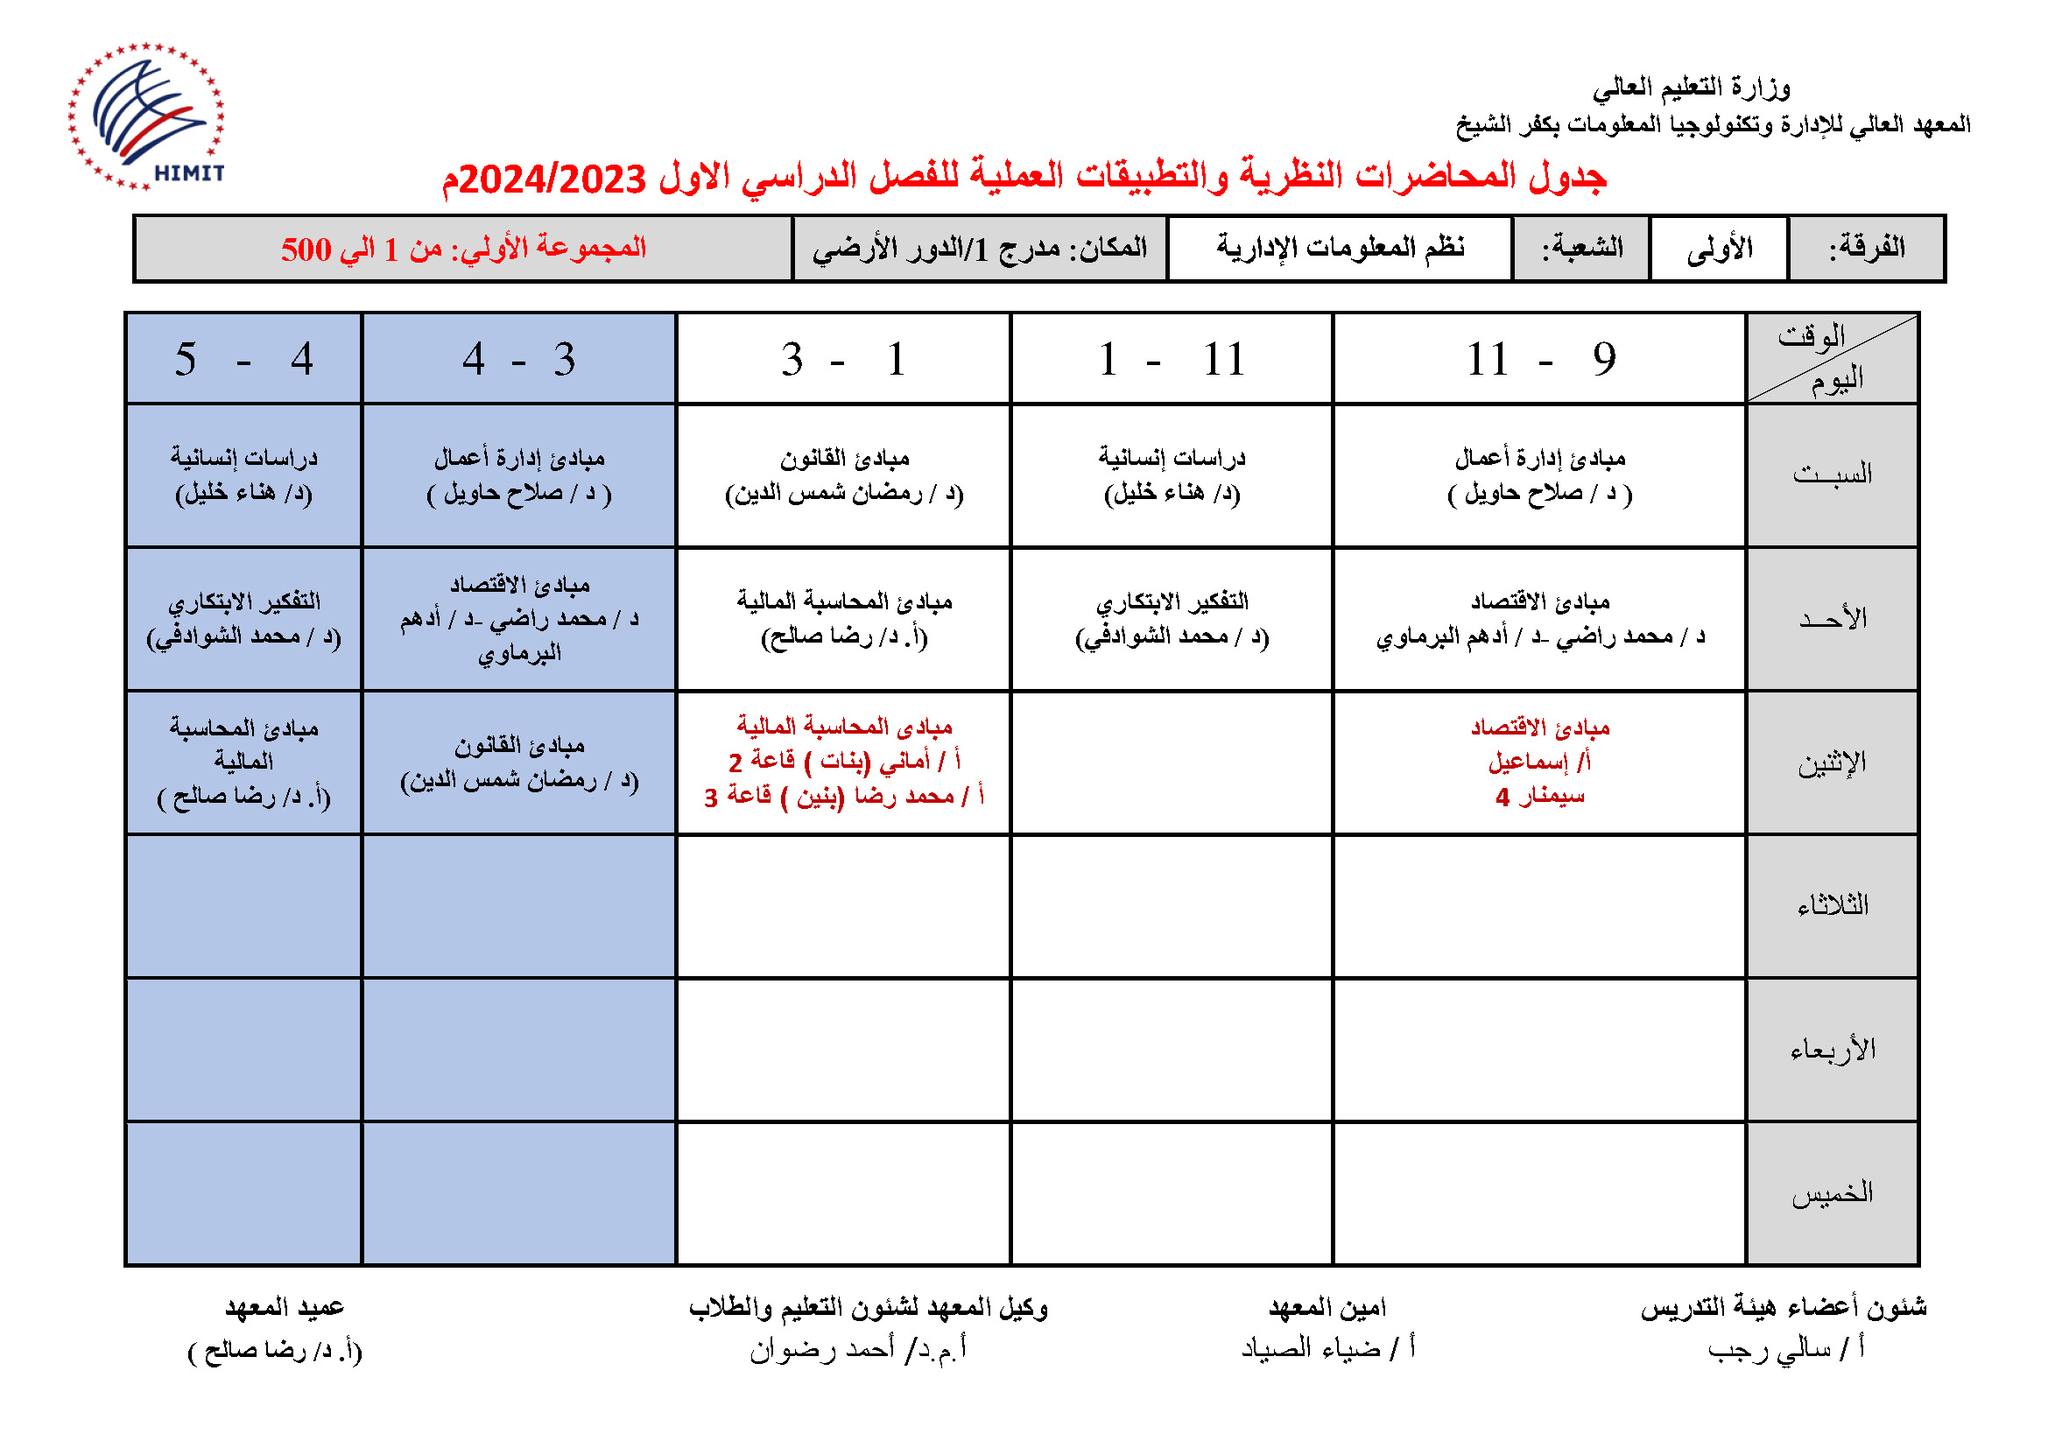 HIMIT
وزارة التعليم العالي
المعهد العالي للإدارة وتكنولوجيا المعلومات بكفر الشيخ
جدول المحاضرات النظرية والتطبيقات العملية للفصل الدراسي الاول 2024/2023م
الفرقة: الأولى الشعبة: نظم المعلومات الإدارية المكان: مدرج 1/الدور الأرضي المجموعة الأولي: من 1 الي 500
الوقت
اليوم
9 - 11
11 - 1
1 - 3
3 - 4
4 - 5
السبــت
مبادئ إدارة أعمال
( د / صلاح حاويل )
دراسات إنسانية
(د/ هناء خليل)
مبادئ القانون
(د / رمضان شمس الدين)
مبادئ إدارة أعمال
( د / صلاح حاويل )
دراسات إنسانية
(د/ هناء خليل)
الأحــد
مبادئ الاقتصاد
د / محمد راضي -د / أدهم البرماوي
التفكير الابتكاري
(د / محمد الشوادفي)
مبادئ المحاسبة المالية
(أ. د/ رضا صالح)
مبادئ الاقتصاد
د / محمد راضي -د / أدهم
البرماوي
التفكير الابتكاري
(د / محمد الشوادفي)
الإثنين
مبادئ الاقتصاد
أ/ إسماعيل
سيمنار 4
مبادى المحاسبة المالية
أ / أماني (بنات ) قاعة 2
أ / محمد رضا (بنين ) قاعة 3
مبادئ القانون
(د / رمضان شمس الدين)
مبادئ المحاسبة
المالية
(أ. د/ رضا صالح )
الثلاثاء
الأربعاء
الخميس
شئون أعضاء هيئة التدريس
أ / سالي رجب
امين المعهد
أ / ضياء الصياد
وكيل المعهد لشئون التعليم والطلاب
أ.م.د/ أحمد رضوان
عميد المعهد
(أ. د/ رضا صالح )